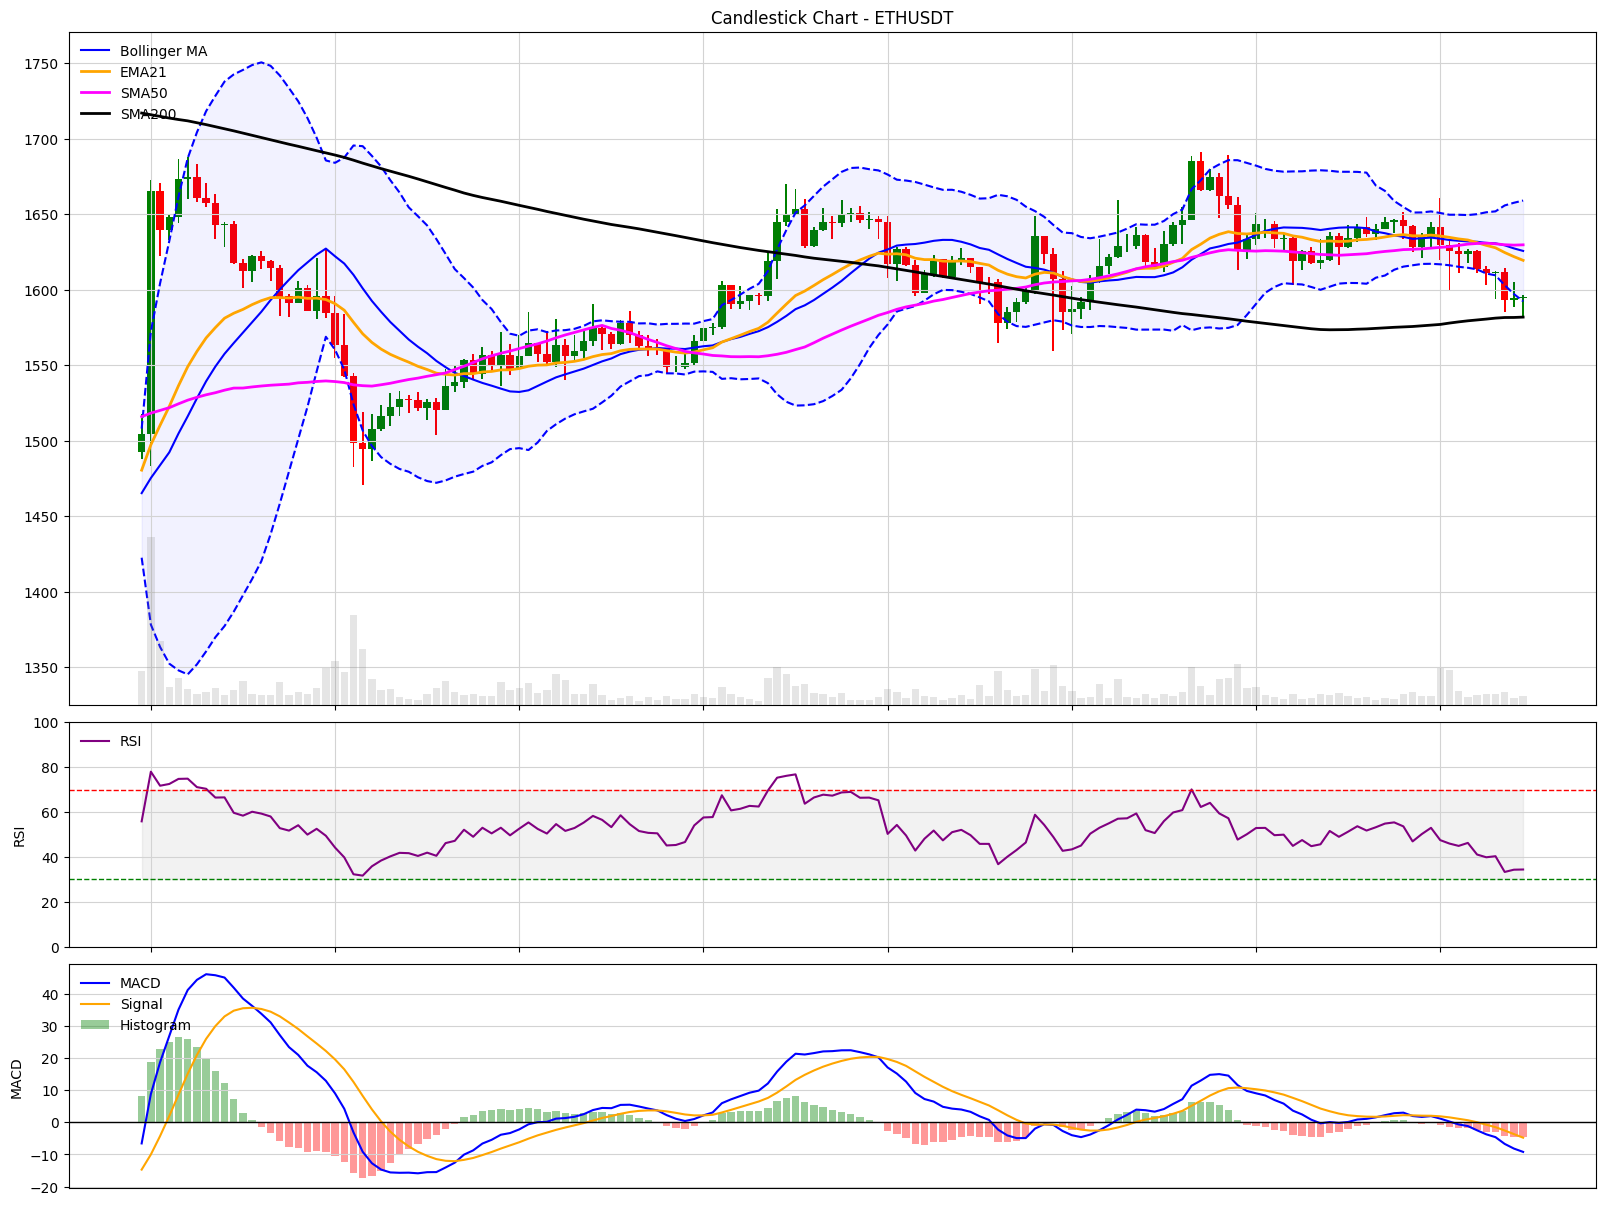 Candlestick Chart - ETHUSDT
Bollinger MA
EMA21
SMA50
SMA200
1750
1700
1650
1600
1550
1500
1450
1400
1350
RSI
100
80
60
40
20
0
RSI
MACD
Signal
Histogram
40
30
20
10
0
−10
−20
MACD